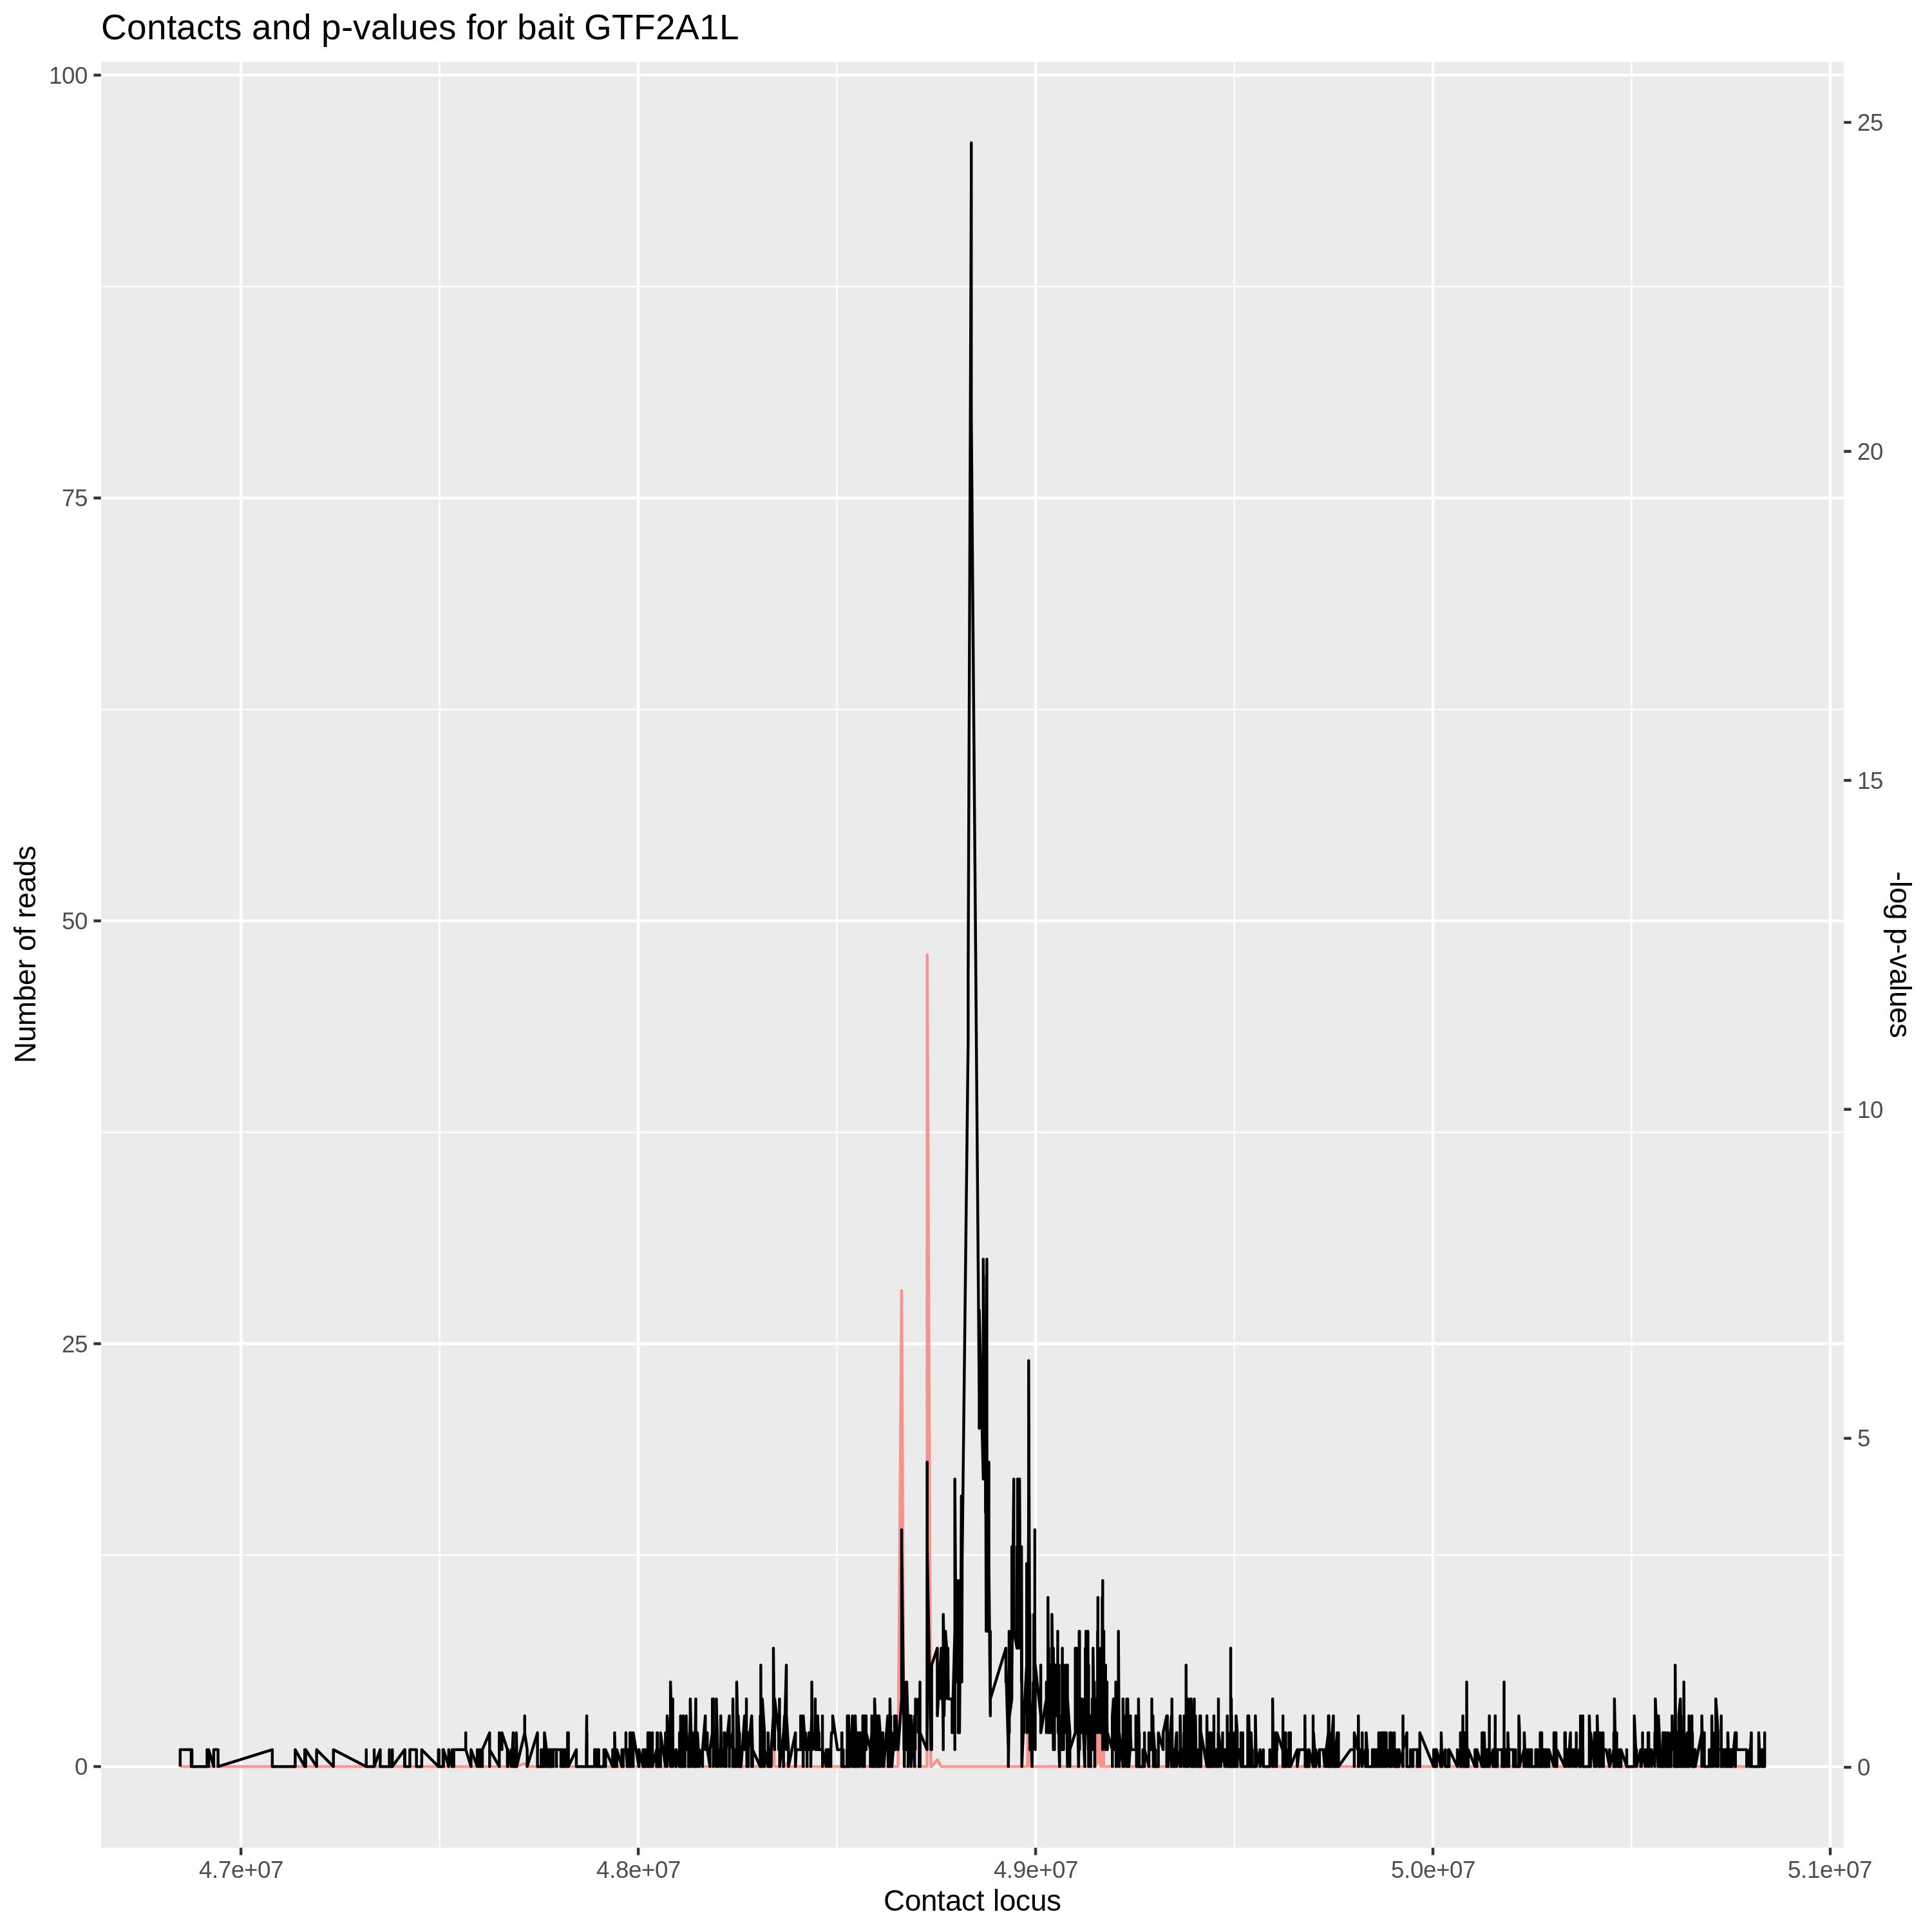 Contacts and p-values for bait GTF2A1L
100
75
50
25
0
Number of reads
25
20
15
10
5
0
-log p-values
4.7e+07
4.8e+07
4.9e+07
5.0e+07
5.1e+07
Contact locus